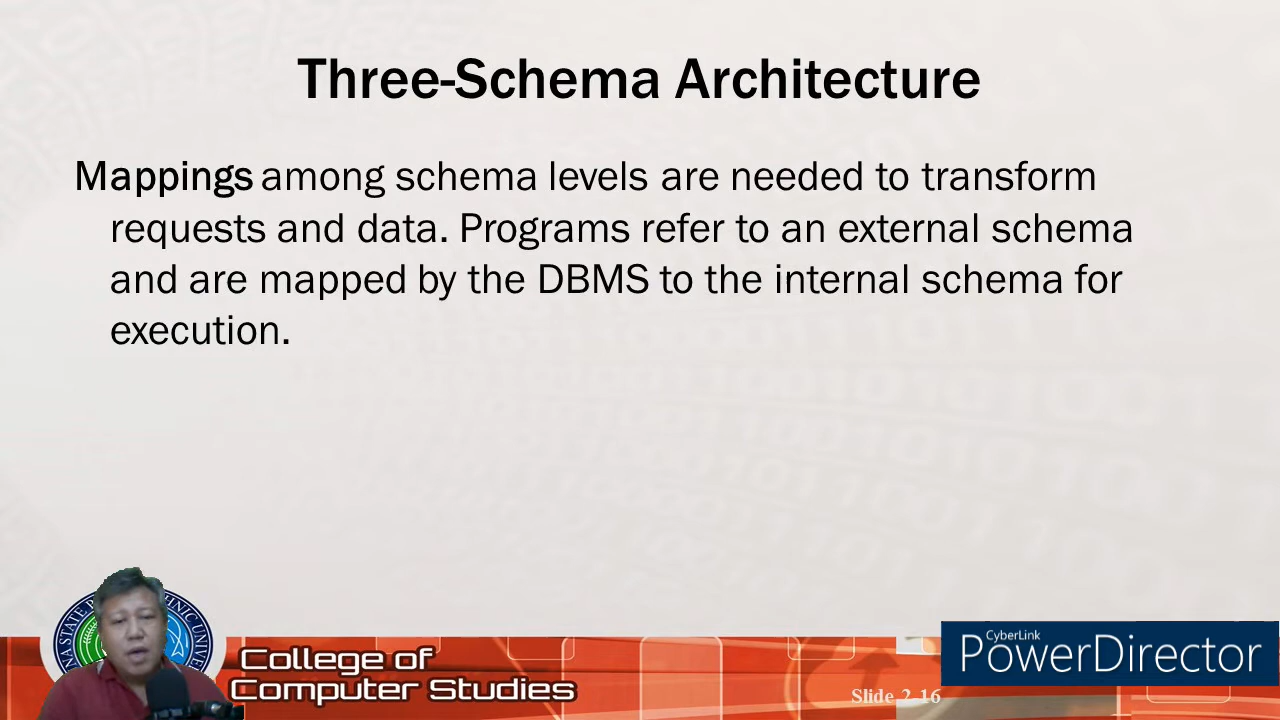 Three-Schema Architecture
Mappings among schema levels are needed to transform
requests and data. Programs refer to an external schema
and are mapped by the DBMS to the internal schema for
execution.
College of
Computer Studies
Slide 2-16
CyberLink
PowerDirector